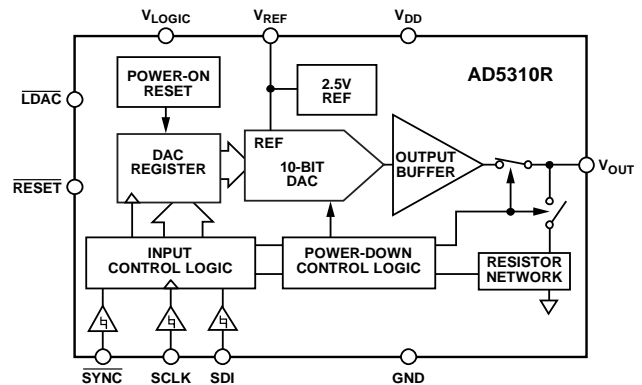 VLOGIC
VREF
VDD
AD5310R
POWER-ON
RESET
2.5V
REF
LDAC
DAC
REGISTER
REF
10-BIT
DAC
OUTPUT
BUFFER
VOUT
RESET
INPUT
CONTROL LOGIC
POWER-DOWN
CONTROL LOGIC
RESISTOR
NETWORK
SYNC
SCLK
SDI
GND